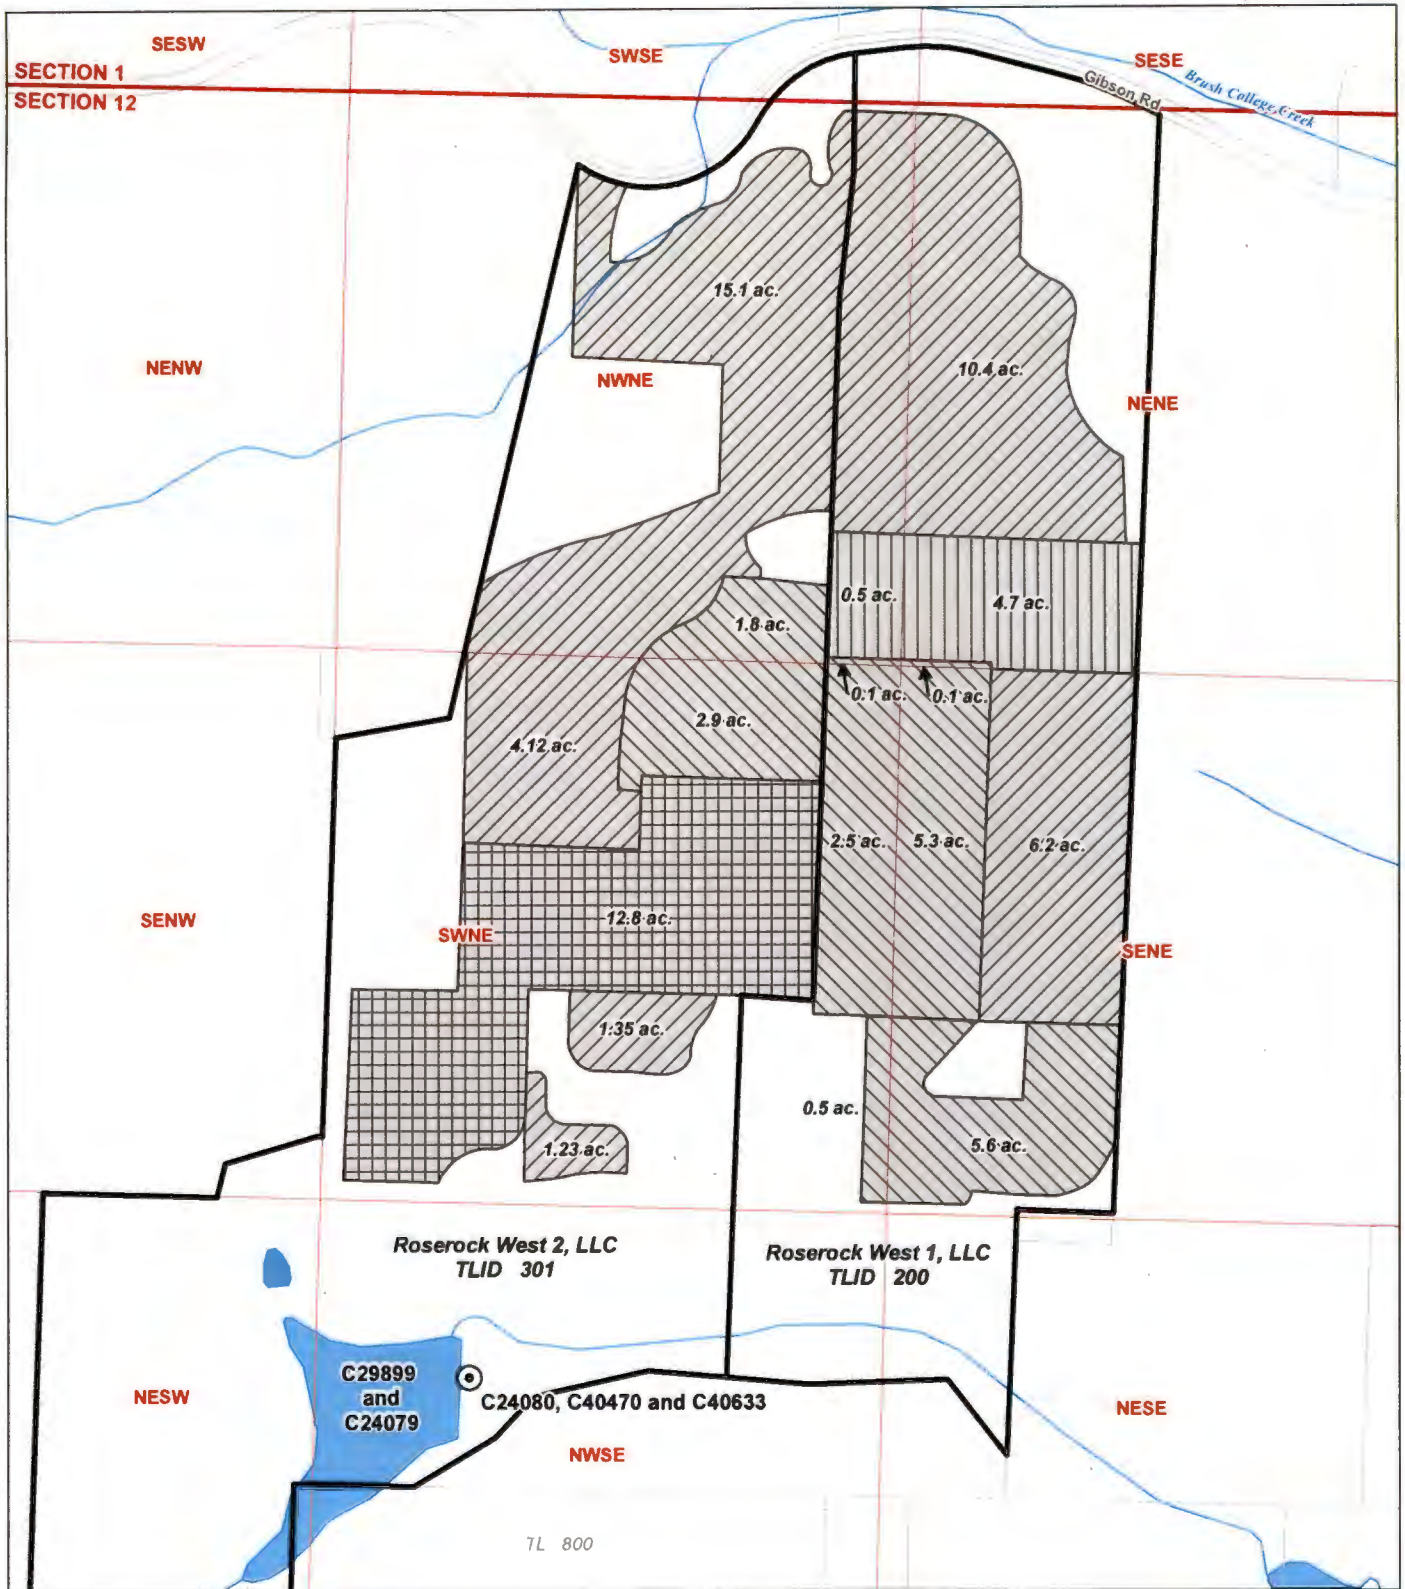 SESW
SWSE
SESE
SECTION 1
SECTION 12
Gibson Rd
Brush College Creek
15.1 ac.
NENW
NWNE
10.4 ac.
NENE
0.5 ac.
4.7 ac.
1.8 ac.
0.1 ac.
0.1 ac.
2.9 ac.
4.12 ac.
2.5 ac.
5.3 ac.
6.2 ac.
SENW
12.8 ac.
SWNE
SENE
1.35 ac.
0.5 ac.
1.23 ac.
5.6 ac.
Roserock West 2, LLC
TLID 301
Roserock West 1, LLC
TLID 200
C29899
and
C24079
C24080, C40470 and C40633
NESW
NESE
NWSE
TL 800